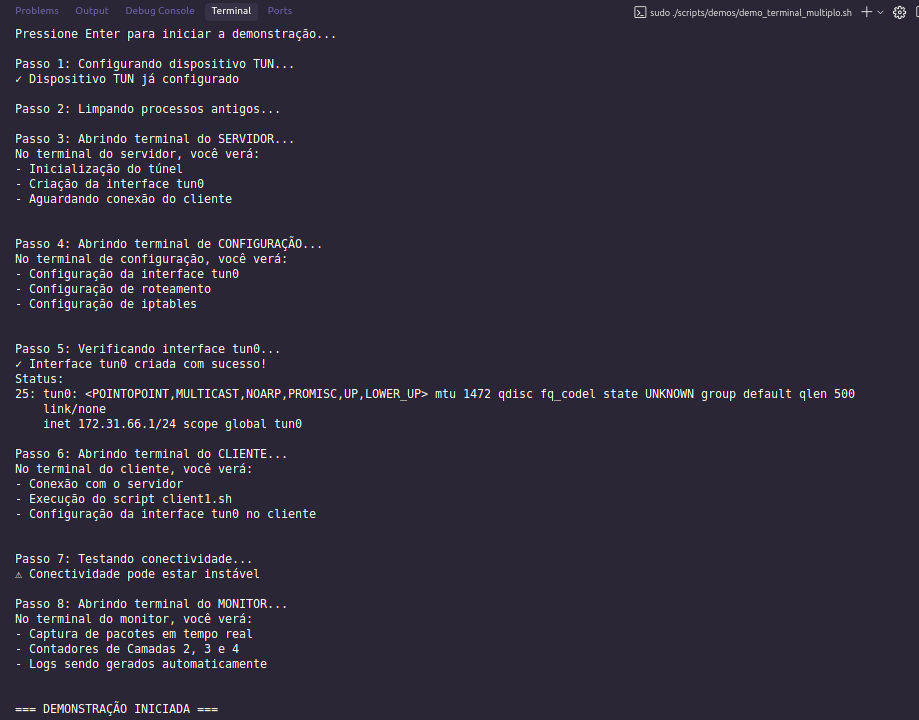 Problems Output Debug Console Terminal Ports sudo ./scripts/demos/demo_terminal_multiplo.sh
Pressione Enter para iniciar a demonstração...
Passo 1: Configurando dispositivo TUN...
✓ Dispositivo TUN já configurado
Passo 2: Limpando processos antigos...
Passo 3: Abrindo terminal do SERVIDOR...
No terminal do servidor, você verá:
- Inicialização do túnel
- Criação da interface tun0
- Aguardando conexão do cliente
Passo 4: Abrindo terminal de CONFIGURAÇÃO...
No terminal de configuração, você verá:
- Configuração da interface tun0
- Configuração de roteamento
- Configuração de iptables
Passo 5: Verificando interface tun0...
✓ Interface tun0 criada com sucesso!
Status:
25: tun0: <POINTOPOINT,MULTICAST,NOARP,PROMISC,UP,LOWER_UP> mtu 1472 qdisc fq_codel state UNKNOWN group default qlen 500
    link/none
    inet 172.31.66.1/24 scope global tun0
Passo 6: Abrindo terminal do CLIENTE...
No terminal do cliente, você verá:
- Conexão com o servidor
- Execução do script client1.sh
- Configuração da interface tun0 no cliente
Passo 7: Testando conectividade...
⚠ Conectividade pode estar instável
Passo 8: Abrindo terminal do MONITOR...
No terminal do monitor, você verá:
- Captura de pacotes em tempo real
- Contadores de Camadas 2, 3 e 4
- Logs sendo gerados automaticamente
=== DEMONSTRAÇÃO INICIADA ===